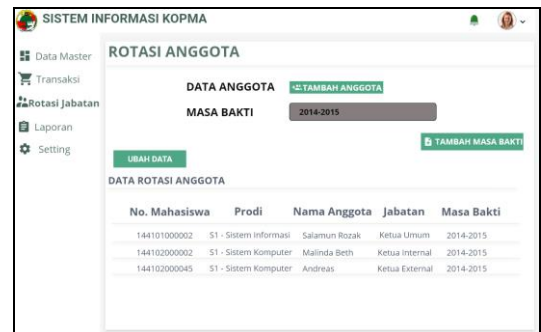 SISTEM INFORMASI KOPMA
Data Master
Transaksi
Rotasi Jabatan
Laporan
Setting
ROTASI ANGGOTA
DATA ANGGOTA TAMBAH ANGGOTA
MASA BAKTI 2014-2015
TAMBAH MASA BAKTI
UBAH DATA
DATA ROTASI ANGGOTA
No. Mahasiswa Prodi Nama Anggota Jabatan Masa Bakti
144101000002 S1 - Sistem Informasi Salamun Rozak Ketua Umum 2014-2015
144102000002 S1 - Sistem Komputer Malinda Beth Ketua Internal 2014-2015
144102000045 S1 - Sistem Komputer Andreas Ketua External 2014-2015